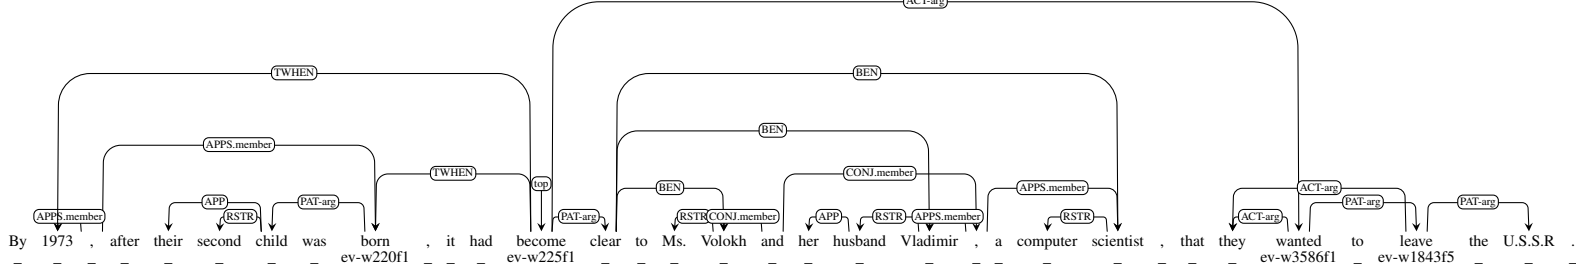 ACT-arg
TWHEN BEN
BEN
APPS.member
TWHEN CONJ.member
top
BEN APPS.member ACT-arg
APP PAT-arg PAT-arg PAT-arg
APPS.member RSTR PAT-arg RSTR CONJ.member APP RSTR APPS.member RSTR ACT-arg
By 1973 , after their second child was born , it had become clear to Ms. Volokh and her husband Vladimir , a computer scientist , that they wanted to leave the U.S.S.R .
_ _ _ _ _ _ _ _ ev-w220f1 _ _ _ ev-w225f1 _ _ _ _ _ _ _ _ _ _ _ _ _ _ _ ev-w3586f1 _ ev-w1843f5 _ _ _